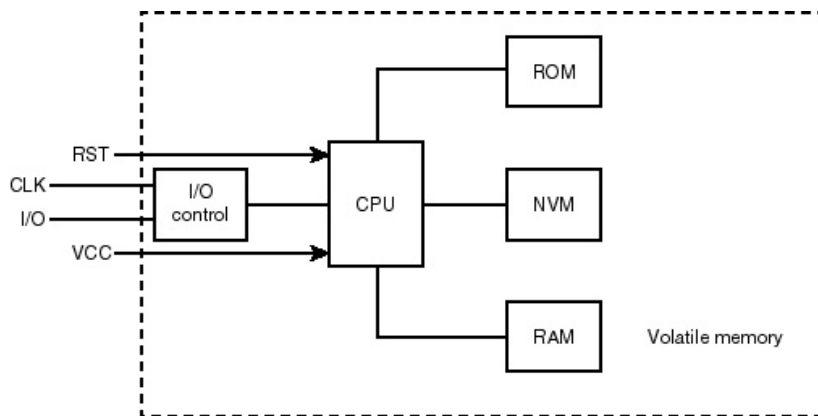 ROM
RST
CLK
I/O
control
CPU
NVM
I/O
VCC
RAM
Volatile memory